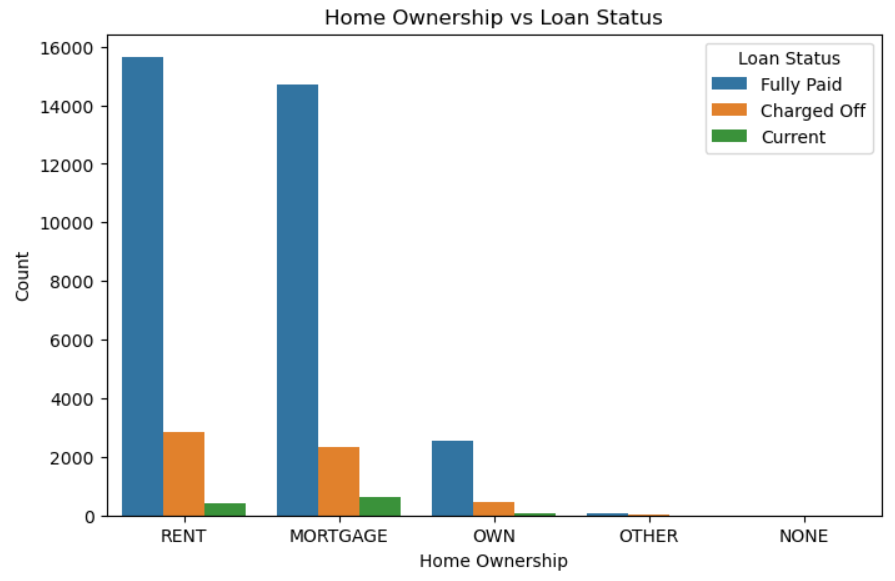 Home Ownership vs Loan Status
Loan Status
Fully Paid
Charged Off
Current
16000
14000
12000
10000
8000
6000
4000
2000
0
Count
RENT MORTGAGE OWN OTHER NONE
Home Ownership